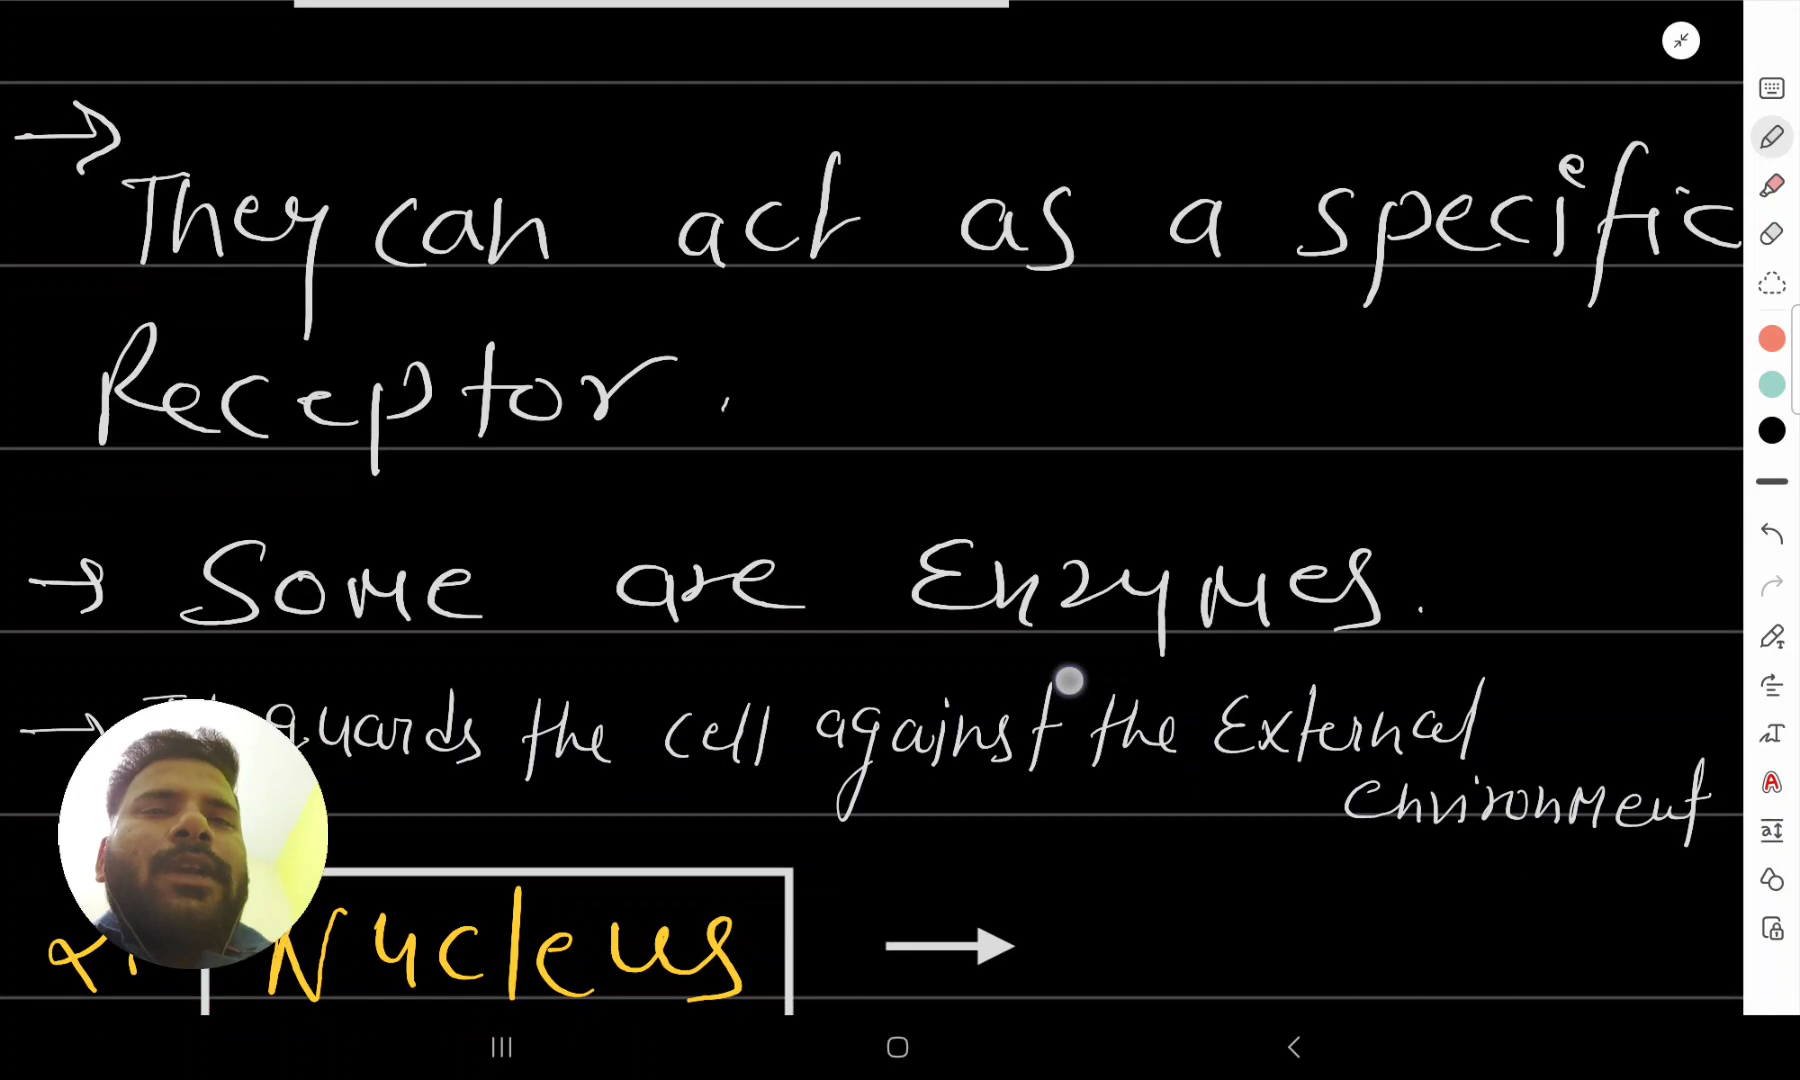 → They can act as a specific
Receptor.
→ Some are Enzymes.
→ guards the cell against the External
environment
Nucleus →